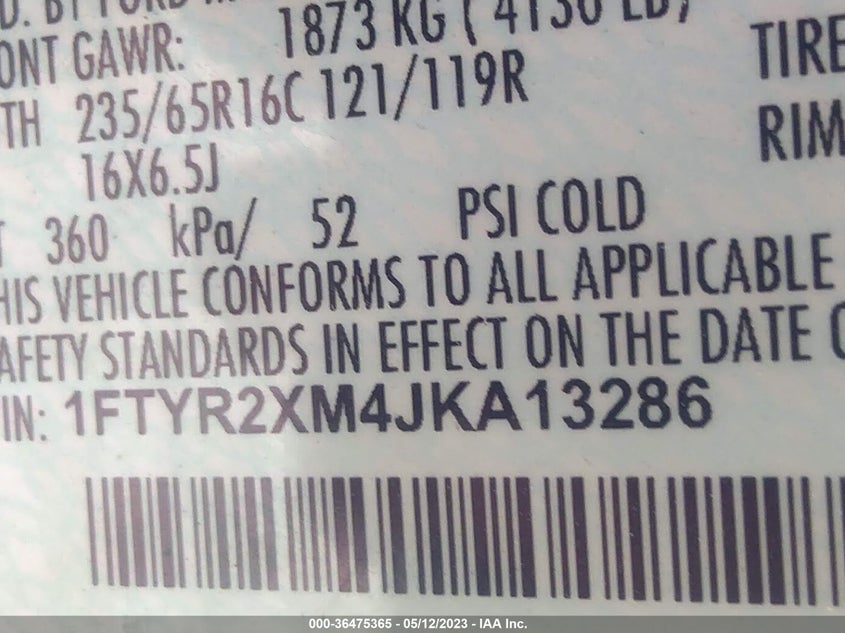 D. BY FORD M
ONT GAWR: 1873 KG ( 4130 LB)
TH 235/65R16C 121/119R TIRE
16X6.5J RIM
T 360 kPa/ 52 PSI COLD
HIS VEHICLE CONFORMS TO ALL APPLICABLE
AFETY STANDARDS IN EFFECT ON THE DATE O
IN: 1FTYR2XM4JKA13286
000-36475365 - 05/12/2023 - IAA Inc.